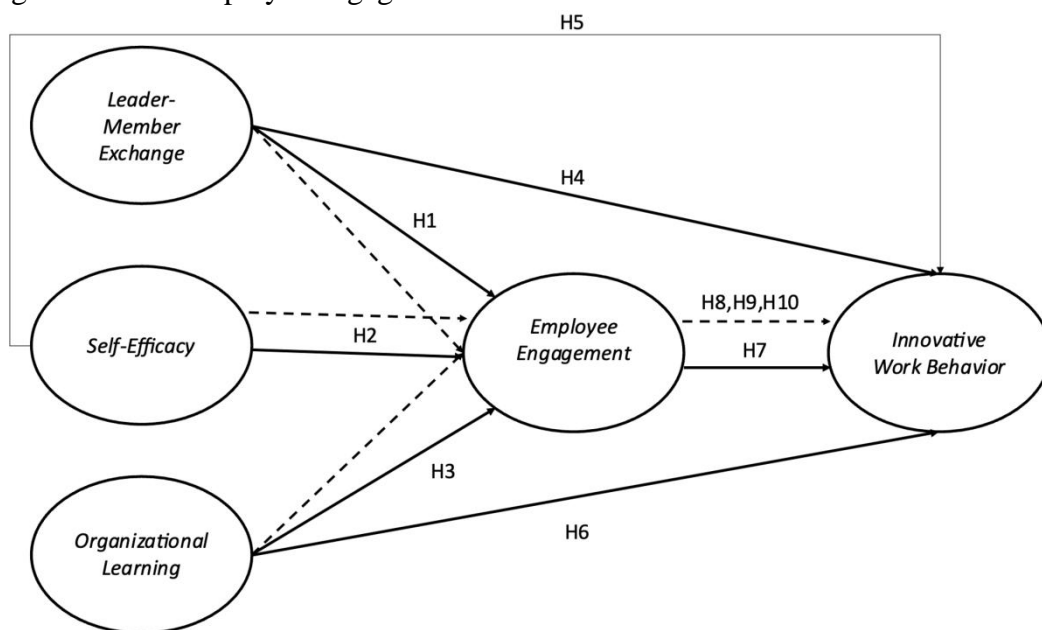 H5
Leader-
Member
Exchange
H4
H1
Self-Efficacy
H2
Employee
Engagement
H8,H9,H10
H7
Innovative
Work Behavior
H3
Organizational
Learning
H6